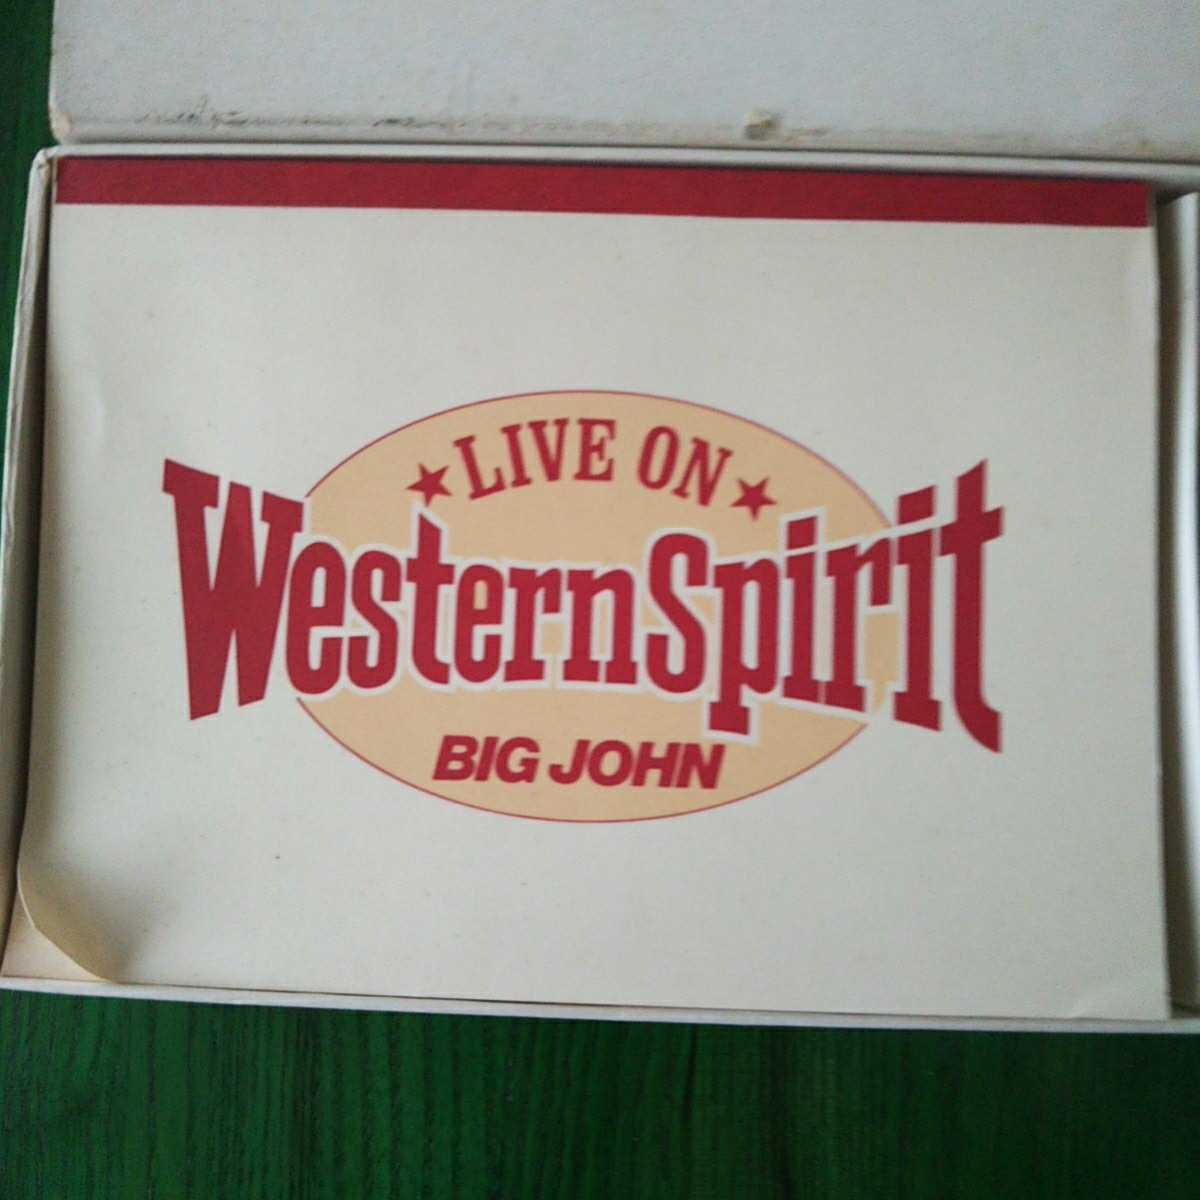 ★LIVE ON★
WesternSpirit
BIG JOHN